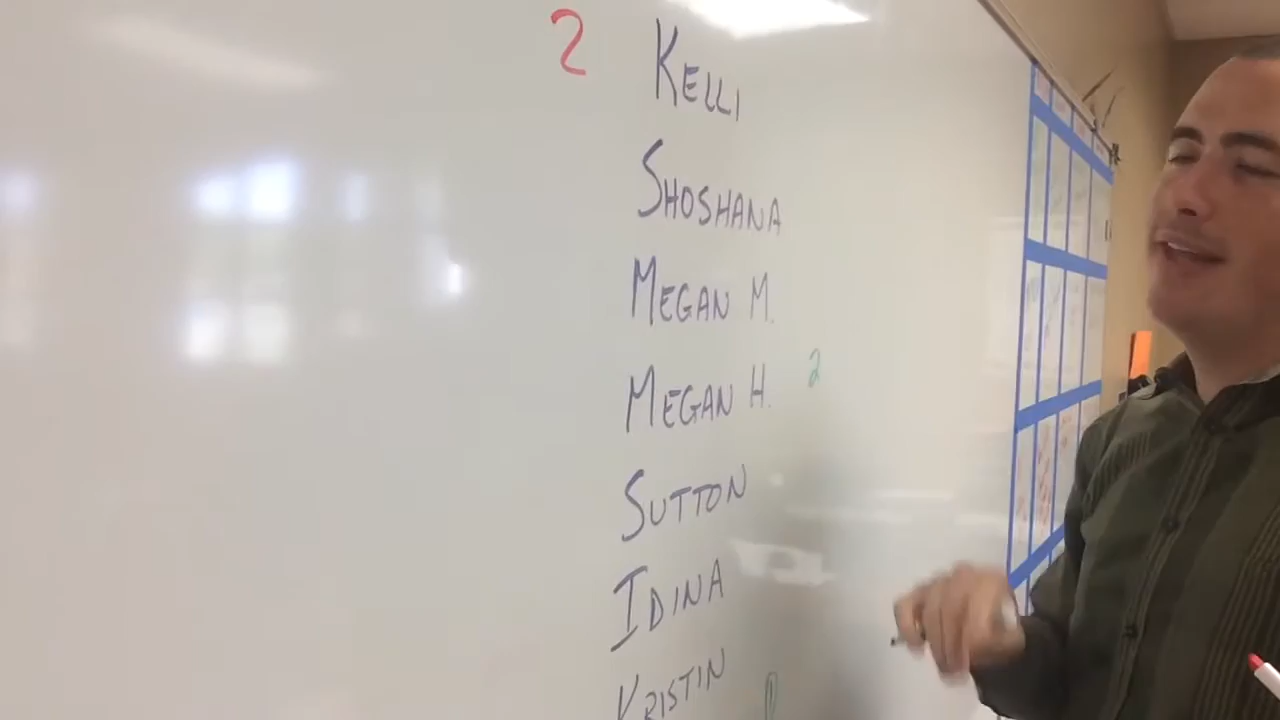 2 KELLI
SHOSHANA
MEGAN M.
MEGAN H. 2
SUTTON
IDINA
KRISTIN